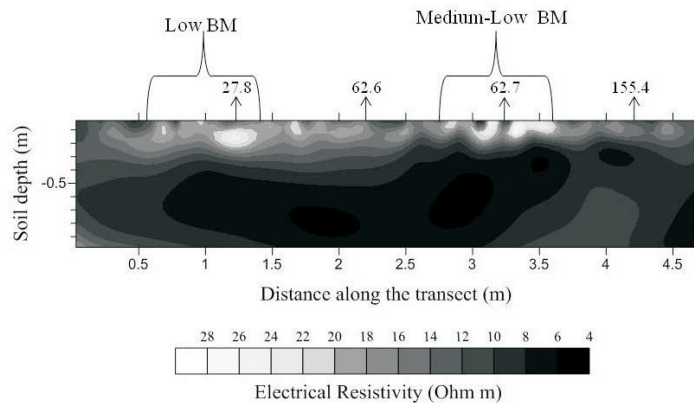 Low BM
Medium-Low BM
27.8 62.6 62.7 155.4
Soil depth (m)
-0.5
0.5 1 1.5 2 2.5 3 3.5 4 4.5
Distance along the transect (m)
28 26 24 22 20 18 16 14 12 10 8 6 4
Electrical Resistivity (Ohm m)